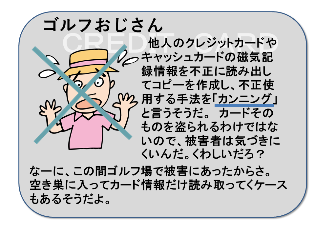 ゴルフおじさん
CREDIT CARD
他人のクレジットカードや
キャッシュカードの磁気記
録情報を不正に読み出し
てコピーを作成し、不正使
用する手法を「カンニング」
と言うそうだ。 カードその
ものを盗られるわけではな
いので、被害者は気づきに
くいんだ。くわしいだろ？
なーに、この間ゴルフ場で被害にあったからさ。
空き巣に入ってカード情報だけ読み取ってくケース
もあるそうだよ。